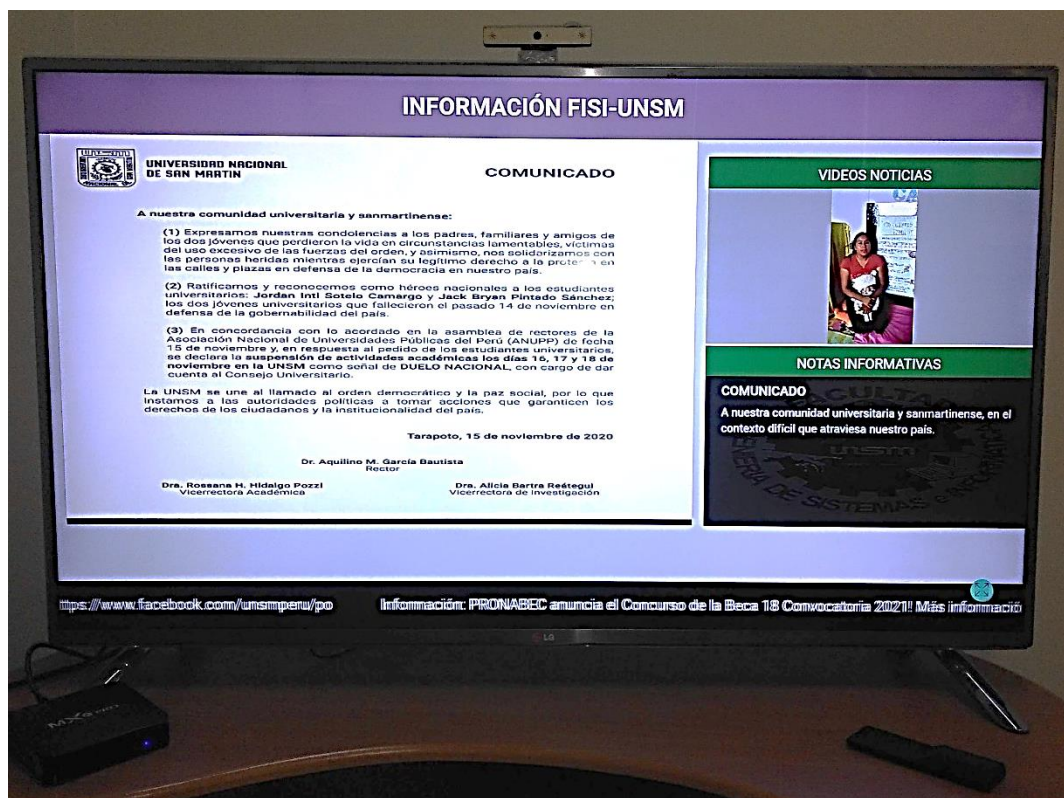 INFORMACIÓN FISI-UNSM
UNIVERSIDAD NACIONAL
DE SAN MARTIN
COMUNICADO
A nuestra comunidad universitaria y sanmartinense:
(1) Expresamos nuestras condolencias a los padres, familiares y amigos de
los dos jóvenes que perdieron la vida en circunstancias lamentables, víctimas
del uso excesivo de las fuerzas del orden, y asimismo, nos solidarizamos con
las personas heridas mientras ejercían su legítimo derecho a la protesta en
las calles y plazas en defensa de la democracia en nuestro país.
(2) Ratificamos y reconocemos como héroes nacionales a los estudiantes
universitarios: Jordan Inti Sotelo Camargo y Jack Bryan Pintado Sánchez;
los dos jóvenes universitarios que fallecieron el pasado 14 de noviembre en
defensa de la gobernabilidad del país.
(3) En concordancia con lo acordado en la asamblea de rectores de la
Asociación Nacional de Universidades Públicas del Perú (ANUPP) de fecha
15 de noviembre y, en respuesta al pedido de los estudiantes universitarios,
se declara la suspensión de actividades académicas los días 16, 17 y 18 de
noviembre en la UNSM como señal de DUELO NACIONAL, con cargo de dar
cuenta al Consejo Universitario.
La UNSM se une al llamado al orden democrático y la paz social, por lo que
instamos a las autoridades políticas a tomar acciones que garanticen los
derechos de los ciudadanos y la institucionalidad del país.
Tarapoto, 15 de noviembre de 2020
Dr. Aquilino M. García Bautista
Rector
Dra. Rossana H. Hidalgo Pozzi
Vicerrectora Académica
Dra. Alicia Bartra Reátegui
Vicerrectora de Investigación
VIDEOS NOTICIAS
NOTAS INFORMATIVAS
COMUNICADO
A nuestra comunidad universitaria y sanmartinense, en el
contexto difícil que atraviesa nuestro país.
unsm
DE SISTEMAS e INFORMATICA
ttps://www.facebook.com/unsmperu/po Información: PRONABEC anuncia el Concurso de la Beca 18 Convocatoria 2021!! Más informació
LG
MXQ